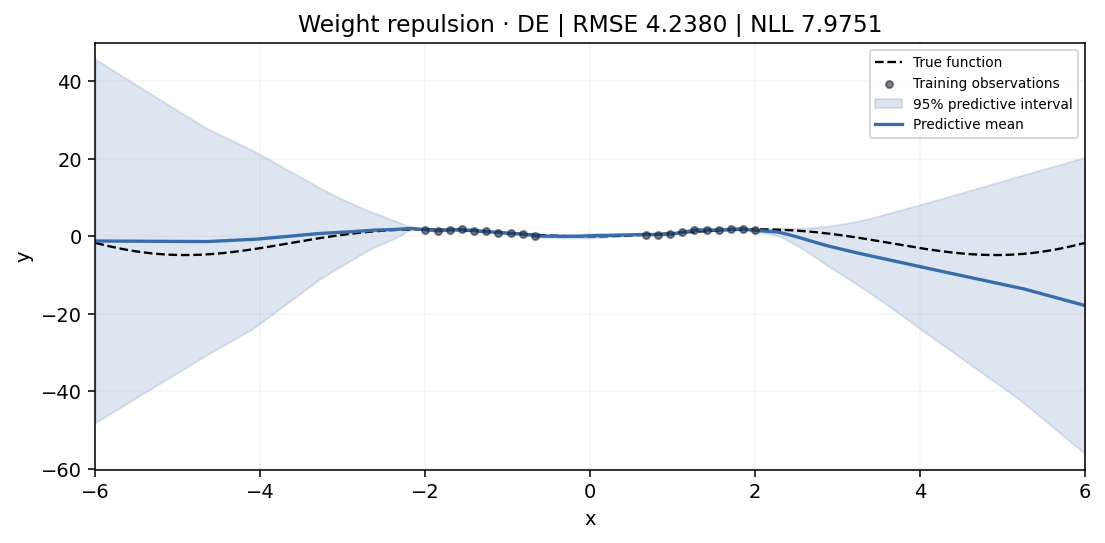 Weight repulsion · DE | RMSE 4.2380 | NLL 7.9751
True function
Training observations
95% predictive interval
Predictive mean
40
20
0
−20
−40
−60
y
−6
−4
−2
0
2
4
6
x